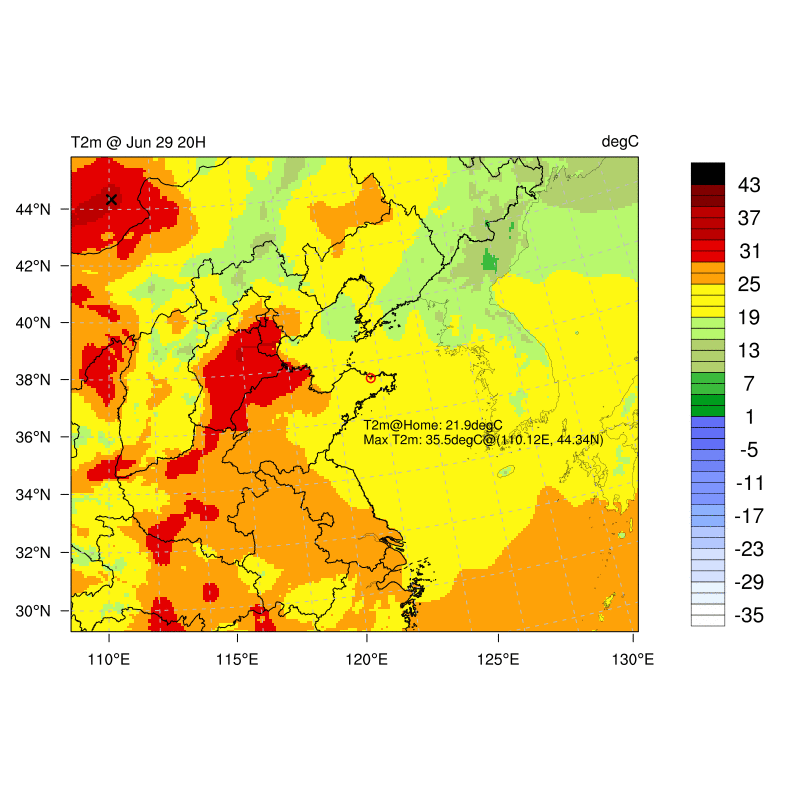 T2m @ Jun 29 20H
degC
44°N
42°N
40°N
38°N
36°N
34°N
32°N
30°N
110°E
115°E
120°E
125°E
130°E
T2m@Home: 21.9degC
Max T2m: 35.5degC@(110.12E, 44.34N)
43
37
31
25
19
13
7
1
-5
-11
-17
-23
-29
-35